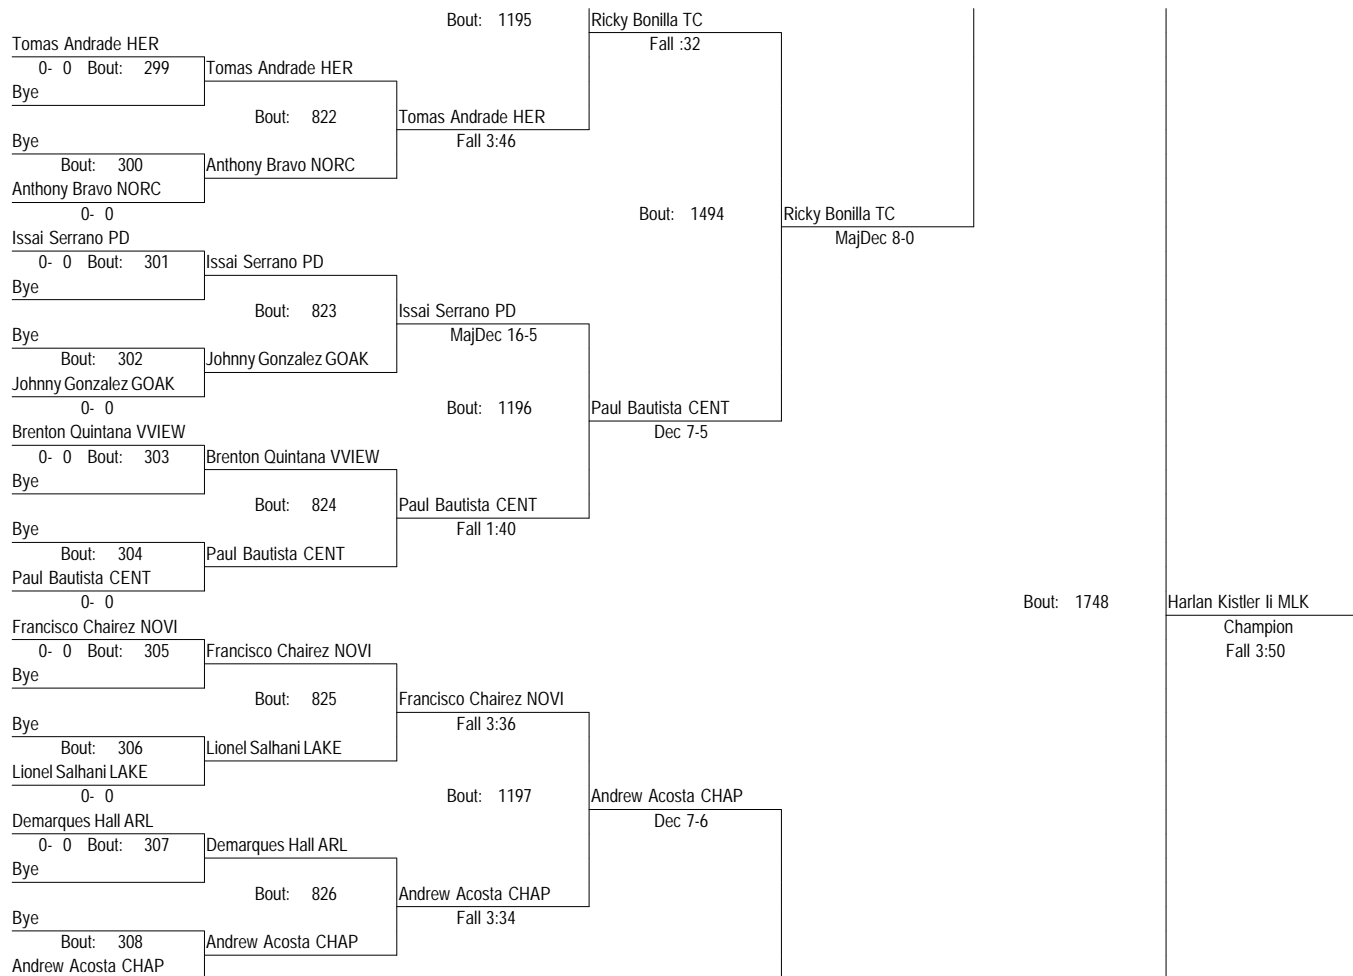 Bout: 1195 Ricky Bonilla TC
Tomas Andrade HER Fall :32
0- 0 Bout: 299 Tomas Andrade HER
Bye
Bout: 822 Tomas Andrade HER
Bye Fall 3:46
Bout: 300 Anthony Bravo NORC
Anthony Bravo NORC
0- 0 Bout: 1494 Ricky Bonilla TC
Issai Serrano PD MajDec 8-0
0- 0 Bout: 301 Issai Serrano PD
Bye
Bout: 823 Issai Serrano PD
Bye MajDec 16-5
Bout: 302 Johnny Gonzalez GOAK
Johnny Gonzalez GOAK
0- 0 Bout: 1196 Paul Bautista CENT
Brenton Quintana VVIEW Dec 7-5
0- 0 Bout: 303 Brenton Quintana VVIEW
Bye
Bout: 824 Paul Bautista CENT
Bye Fall 1:40
Bout: 304 Paul Bautista CENT
Paul Bautista CENT
0- 0 Bout: 1748 Harlan Kistler Ii MLK
Francisco Chairez NOVI Champion
0- 0 Bout: 305 Francisco Chairez NOVI Fall 3:50
Bye
Bout: 825 Francisco Chairez NOVI
Bye Fall 3:36
Bout: 306 Lionel Salhani LAKE
Lionel Salhani LAKE
0- 0 Bout: 1197 Andrew Acosta CHAP
Demarques Hall ARL Dec 7-6
0- 0 Bout: 307 Demarques Hall ARL
Bye
Bout: 826 Andrew Acosta CHAP
Bye Fall 3:34
Bout: 308 Andrew Acosta CHAP
Andrew Acosta CHAP